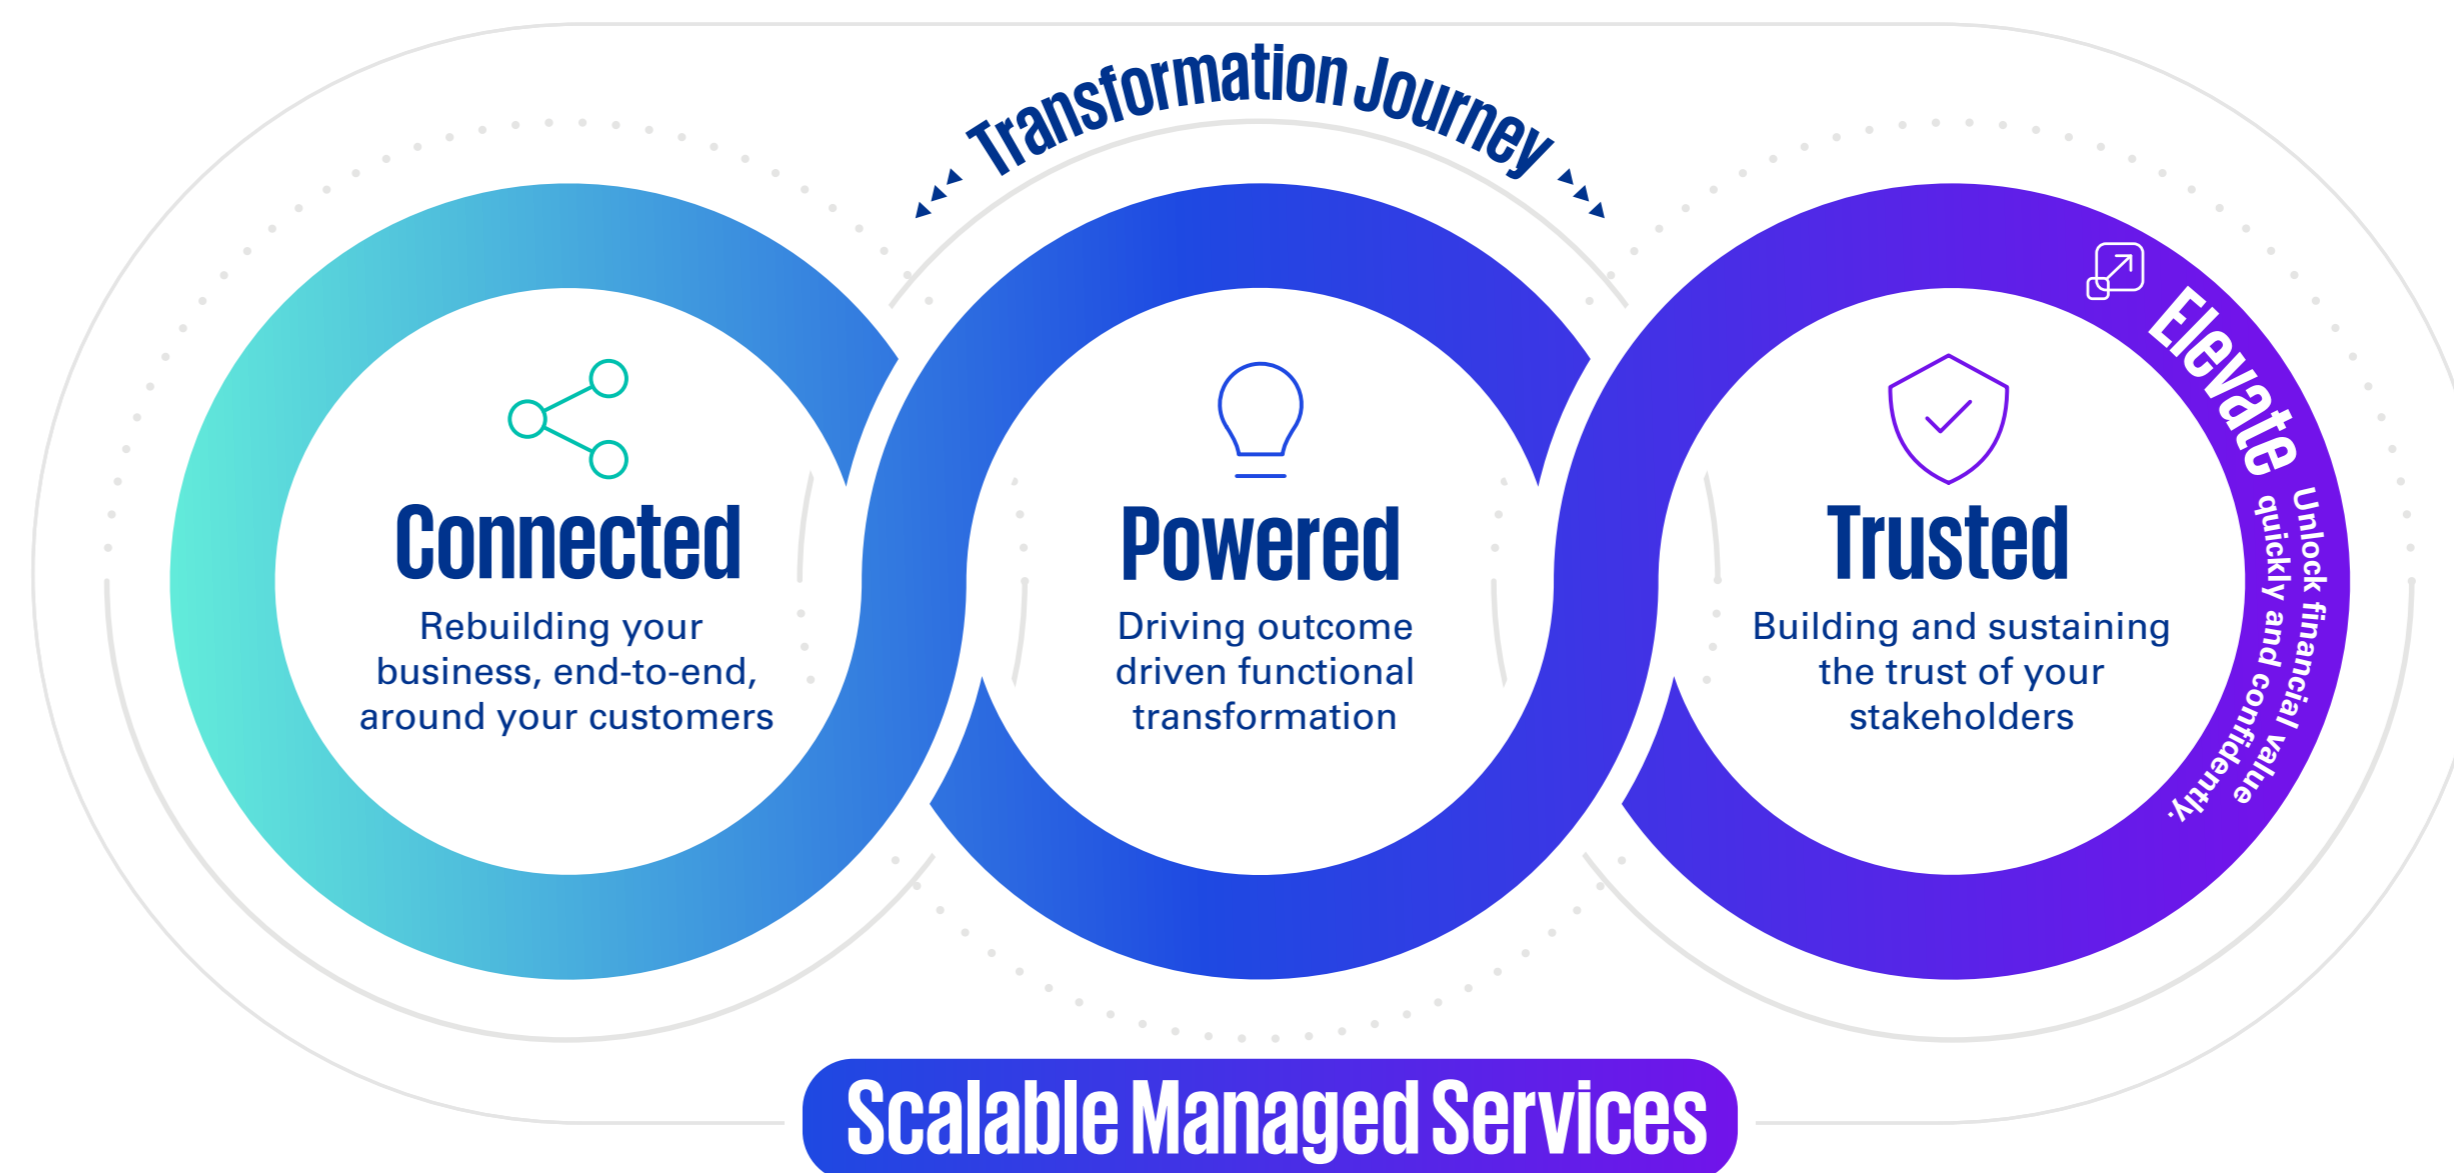 Transformation Journey
Connected
Rebuilding your
business, end-to-end,
around your customers
Powered
Driving outcome
driven functional
transformation
Trusted
Building and sustaining
the trust of your
stakeholders
Elevate
Unlock financial value
quickly and confidently.
Scalable Managed Services